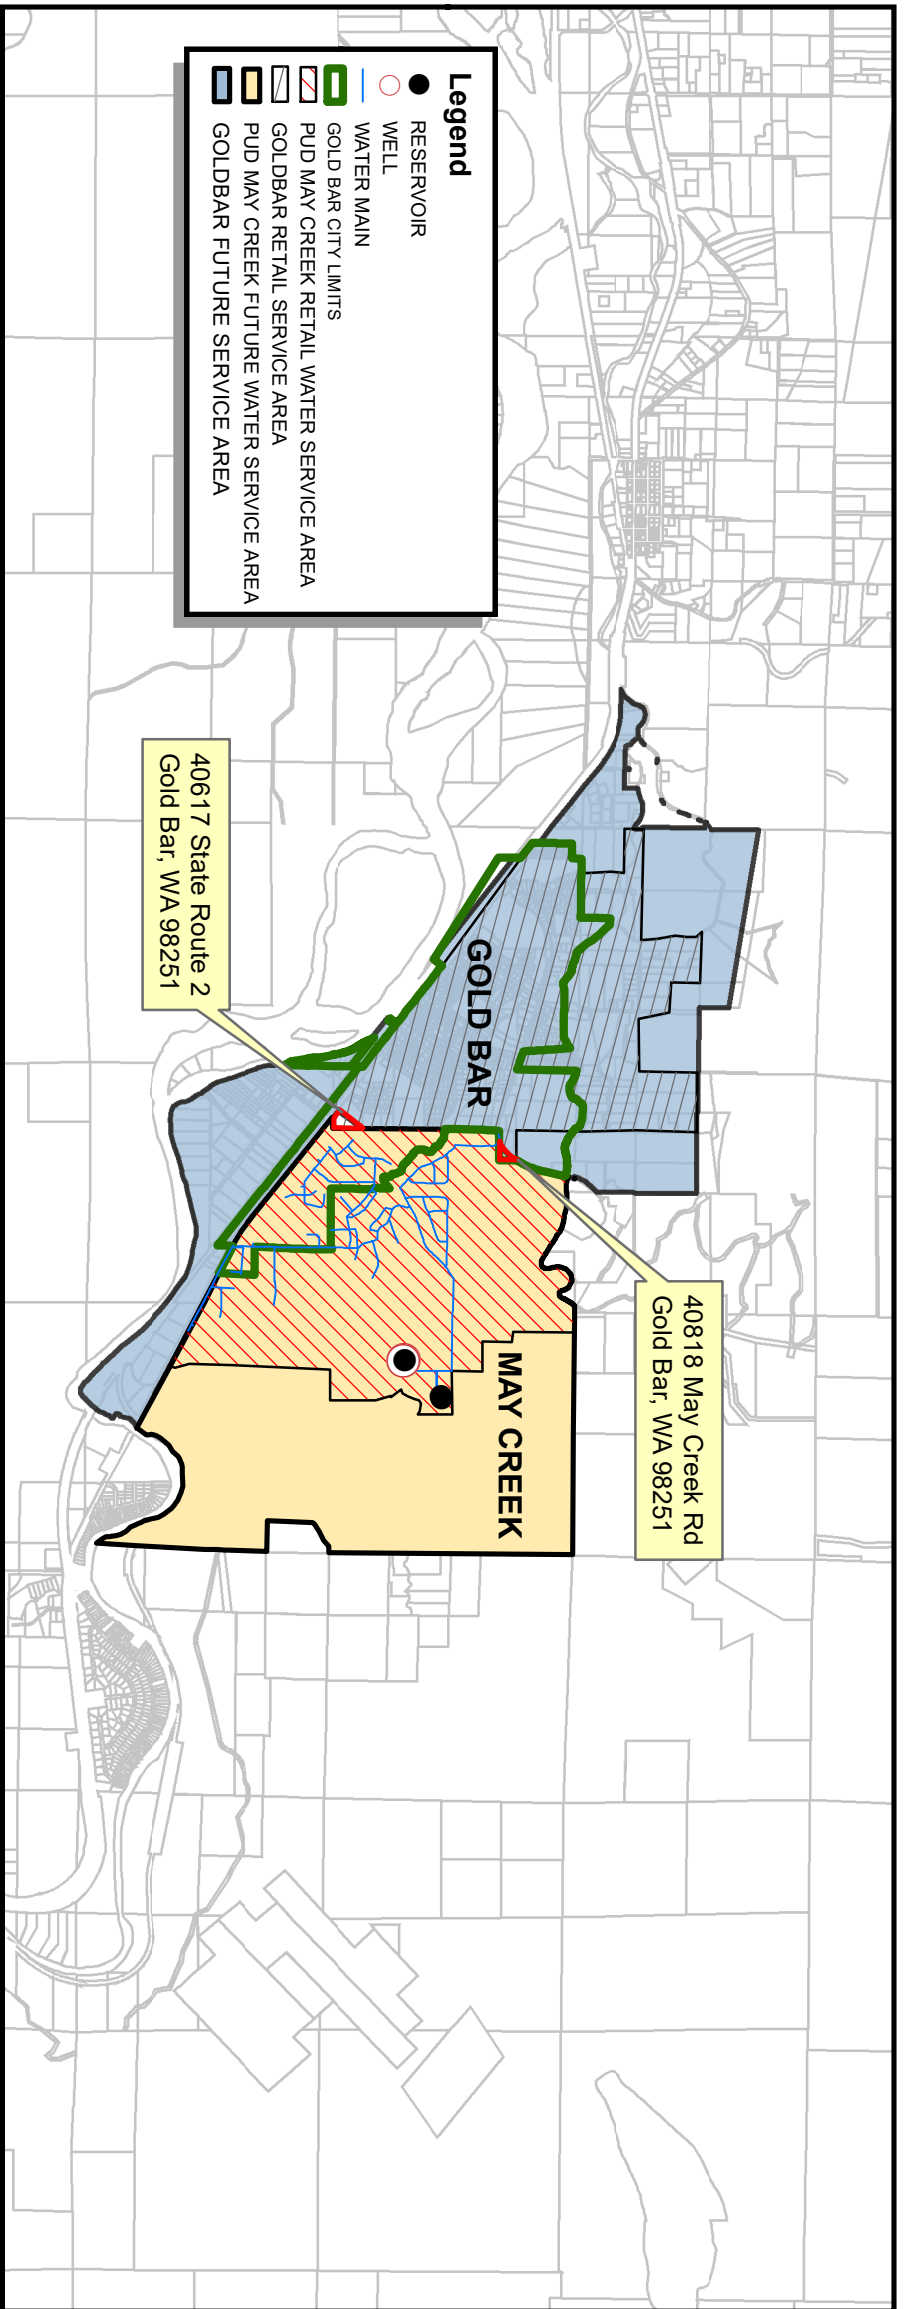 Legend
RESERVOIR
WELL
WATER MAIN
GOLD BAR CITY LIMITS
PUD MAY CREEK RETAIL WATER SERVICE AREA
GOLDBAR RETAIL SERVICE AREA
PUD MAY CREEK FUTURE WATER SERVICE AREA
GOLDBAR FUTURE SERVICE AREA
GOLD BAR
MAY CREEK
40617 State Route 2
Gold Bar, WA 98251
40818 May Creek Rd
Gold Bar, WA 98251